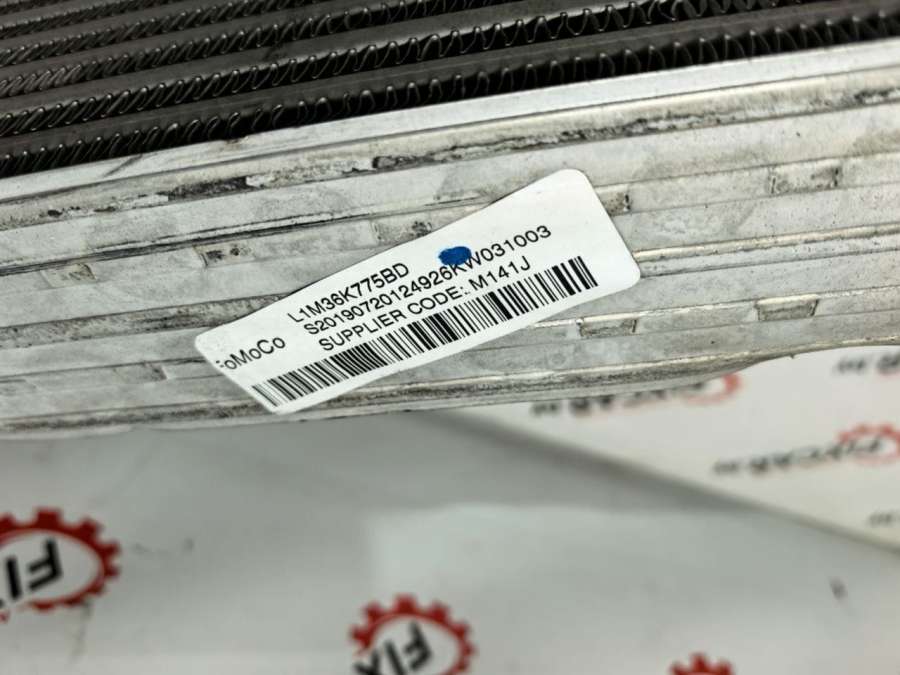 L1M36K775BD
S20190720124926KW031003
SUPPLIER CODE: M141J
FoMoCo
FIX
FIX